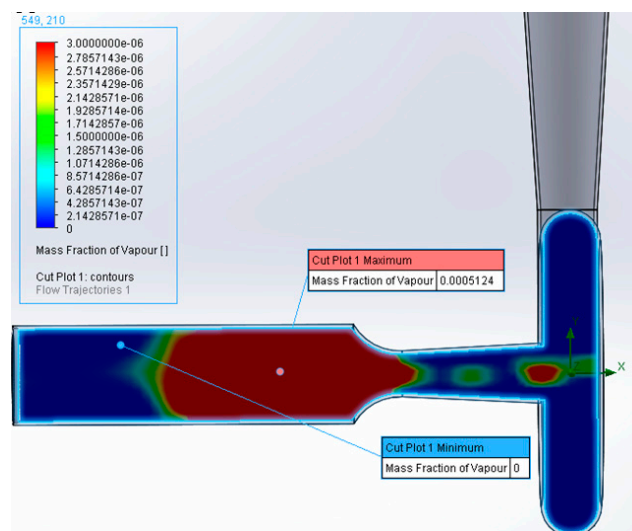 549, 210
3.0000000e-06
2.7857143e-06
2.5714286e-06
2.3571429e-06
2.1428571e-06
1.9285714e-06
1.7142857e-06
1.5000000e-06
1.2857143e-06
1.0714286e-06
8.5714286e-07
6.4285714e-07
4.2857143e-07
2.1428571e-07
0
Mass Fraction of Vapour [ ]
Cut Plot 1: contours
Flow Trajectories 1
Cut Plot 1 Maximum
Mass Fraction of Vapour 0.0005124
Y
X
Cut Plot 1 Minimum
Mass Fraction of Vapour 0